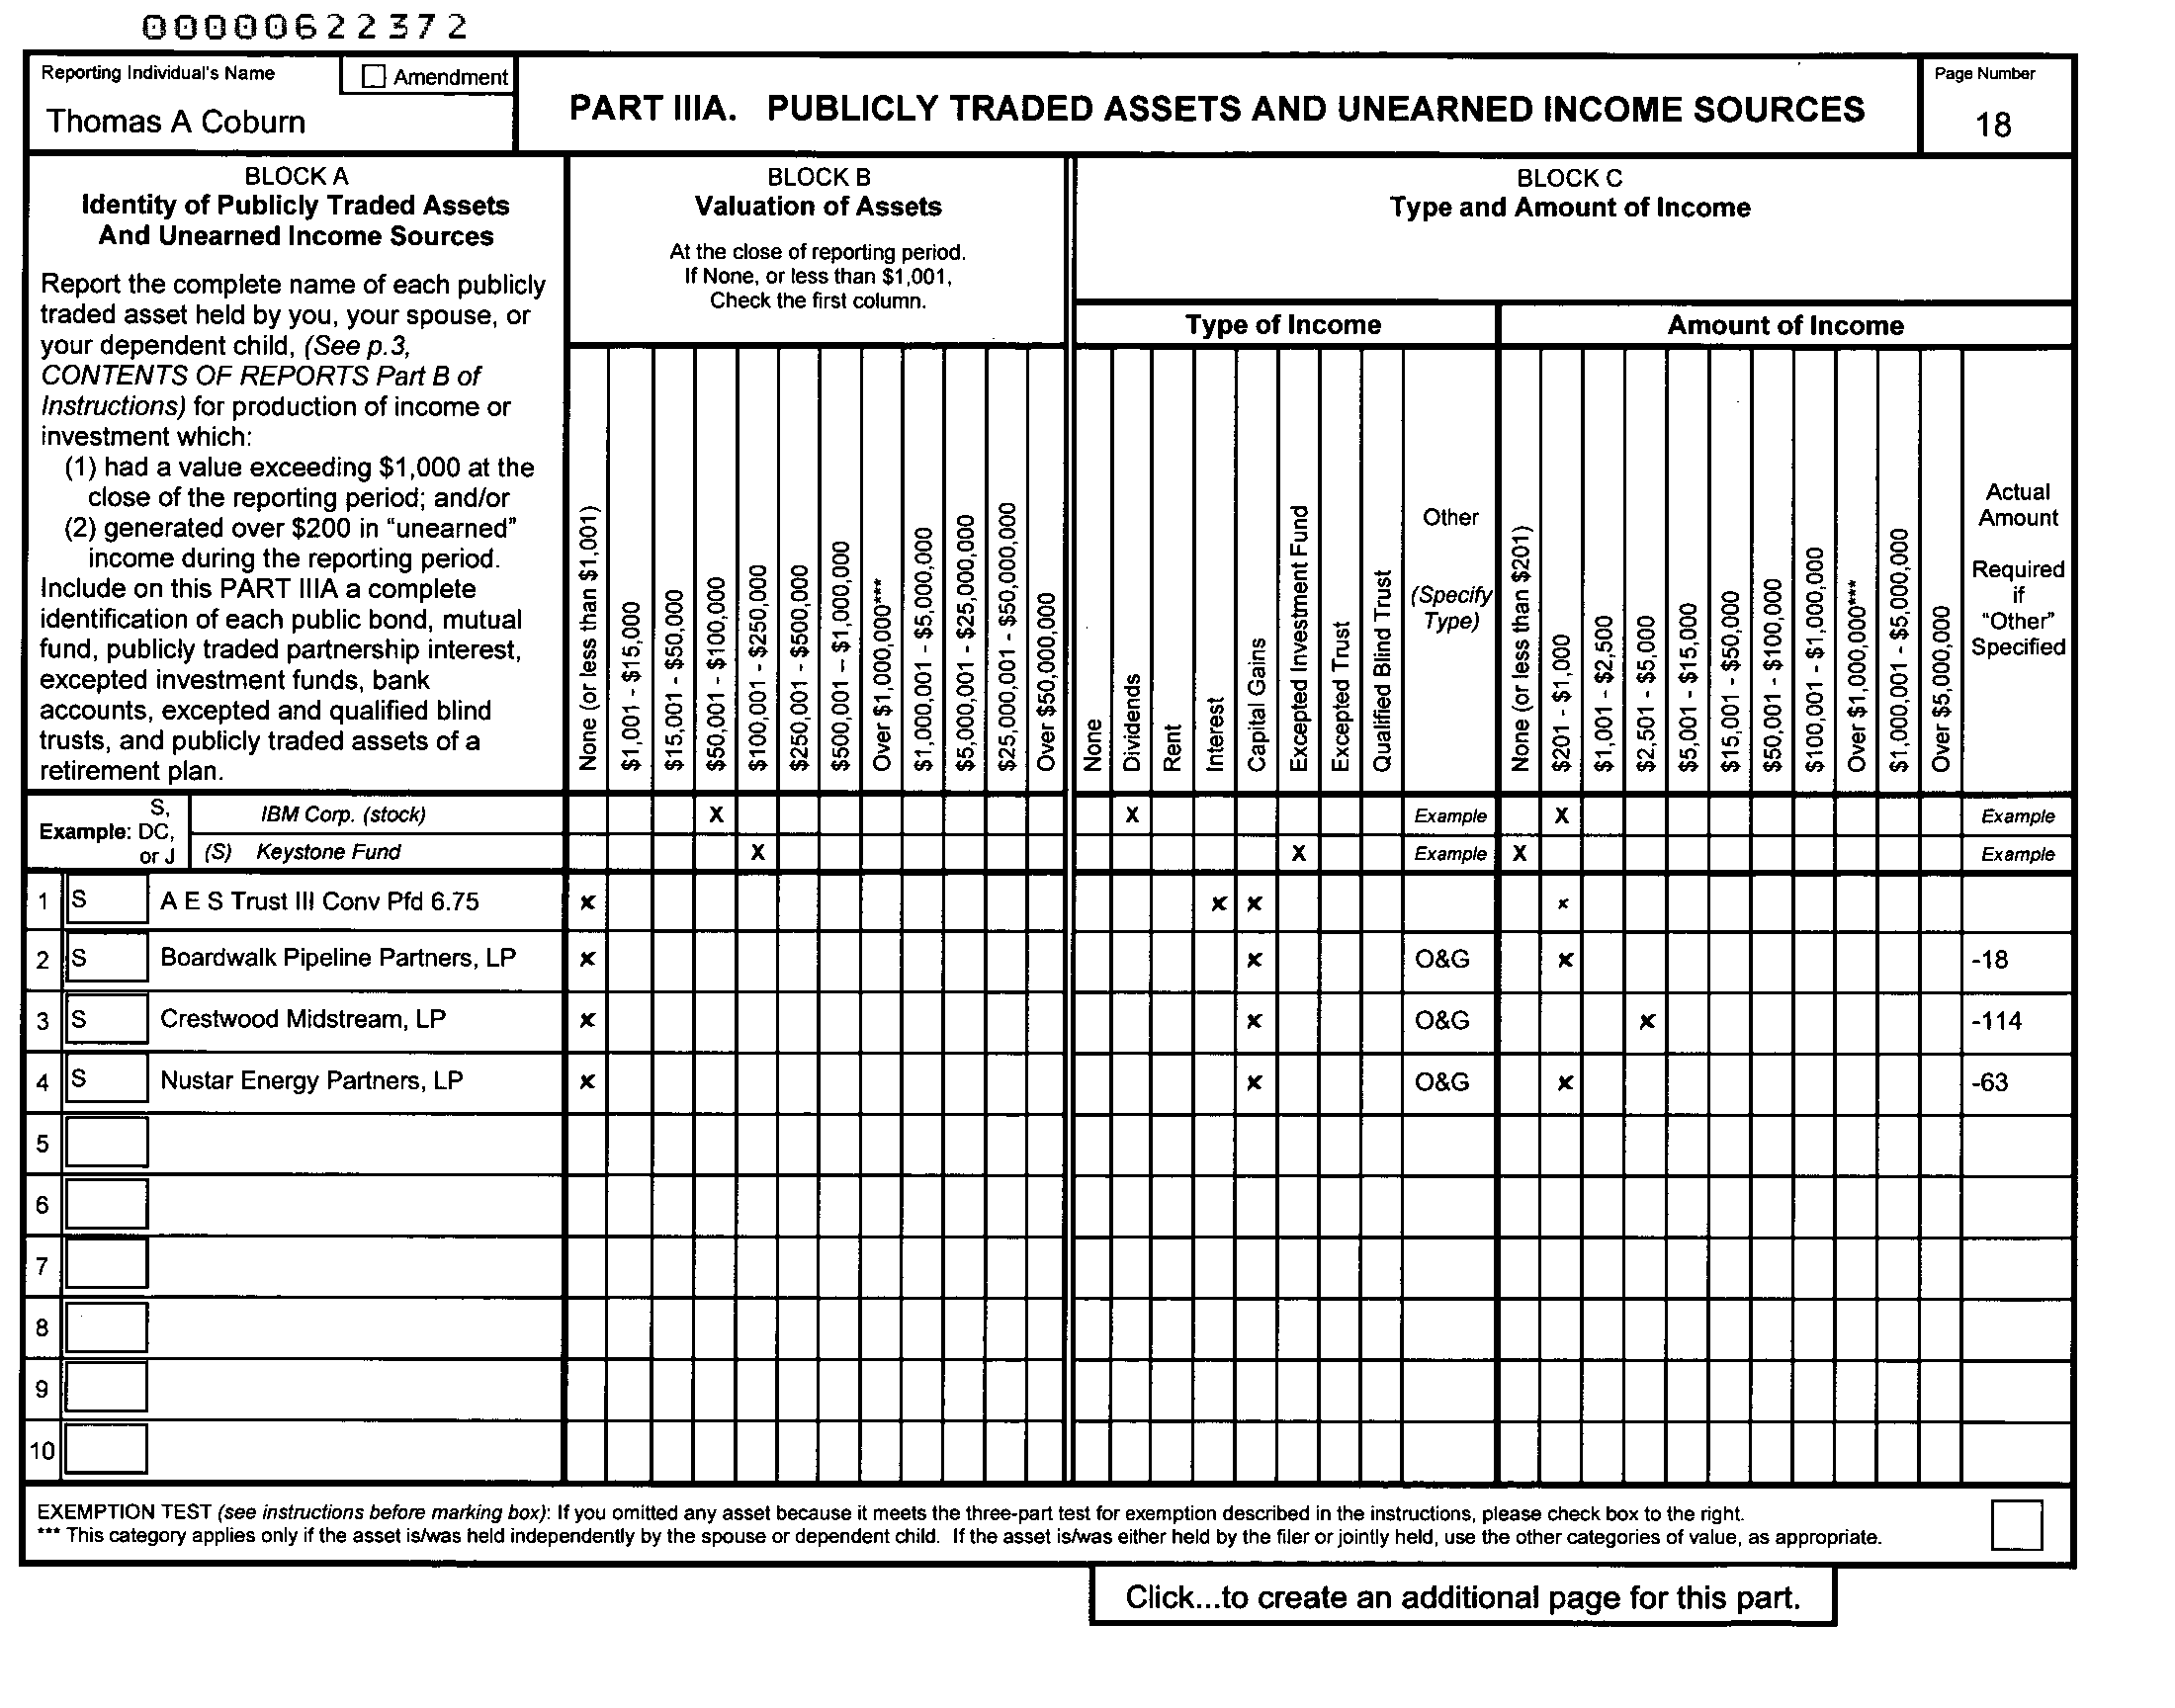 00000622372
Reporting Individual's Name
Amendment
Thomas A Coburn
PART IIIA. PUBLICLY TRADED ASSETS AND UNEARNED INCOME SOURCES
Page Number
18
BLOCK A
Identity of Publicly Traded Assets
And Unearned Income Sources
Report the complete name of each publicly
traded asset held by you, your spouse, or
your dependent child, (See p.3,
CONTENTS OF REPORTS Part B of
Instructions) for production of income or
investment which:
(1) had a value exceeding $1,000 at the
close of the reporting period; and/or
(2) generated over $200 in "unearned"
income during the reporting period.
Include on this PART IIIA a complete
identification of each public bond, mutual
fund, publicly traded partnership interest,
excepted investment funds, bank
accounts, excepted and qualified blind
trusts, and publicly traded assets of a
retirement plan.
BLOCK B
Valuation of Assets
At the close of reporting period.
If None, or less than $1,001,
Check the first column.
None (or less than $1,001)
$1,001 - $15,000
$15,001 - $50,000
$50,001 - $100,000
$100,001 - $250,000
$250,001 - $500,000
$500,001 – $1,000,000
Over $1,000,000***
$1,000,001 - $5,000,000
$5,000,001 - $25,000,000
$25,000,001 - $50,000,000
Over $50,000,000
BLOCK C
Type and Amount of Income
Type of Income
None
Dividends
Rent
Interest
Capital Gains
Excepted Investment Fund
Excepted Trust
Qualified Blind Trust
Other
(Specify
Type)
Amount of Income
None (or less than $201)
$201 - $1,000
$1,001 - $2,500
$2,501 - $5,000
$5,001 - $15,000
$15,001 - $50,000
$50,001 - $100,000
$100,001 - $1,000,000
Over $1,000,000***
$1,000,001 - $5,000,000
Over $5,000,000
Actual
Amount
Required
if
"Other"
Specified
Example: S, DC, or J
IBM Corp. (stock) X X Example X Example
(S) Keystone Fund X X Example X Example
1 S A E S Trust III Conv Pfd 6.75 x x x x
2 S Boardwalk Pipeline Partners, LP x x O&G x -18
3 S Crestwood Midstream, LP x x O&G x -114
4 S Nustar Energy Partners, LP x x O&G x -63
5
6
7
8
9
10
EXEMPTION TEST (see instructions before marking box): If you omitted any asset because it meets the three-part test for exemption described in the instructions, please check box to the right.
*** This category applies only if the asset is/was held independently by the spouse or dependent child. If the asset is/was either held by the filer or jointly held, use the other categories of value, as appropriate.
Click...to create an additional page for this part.